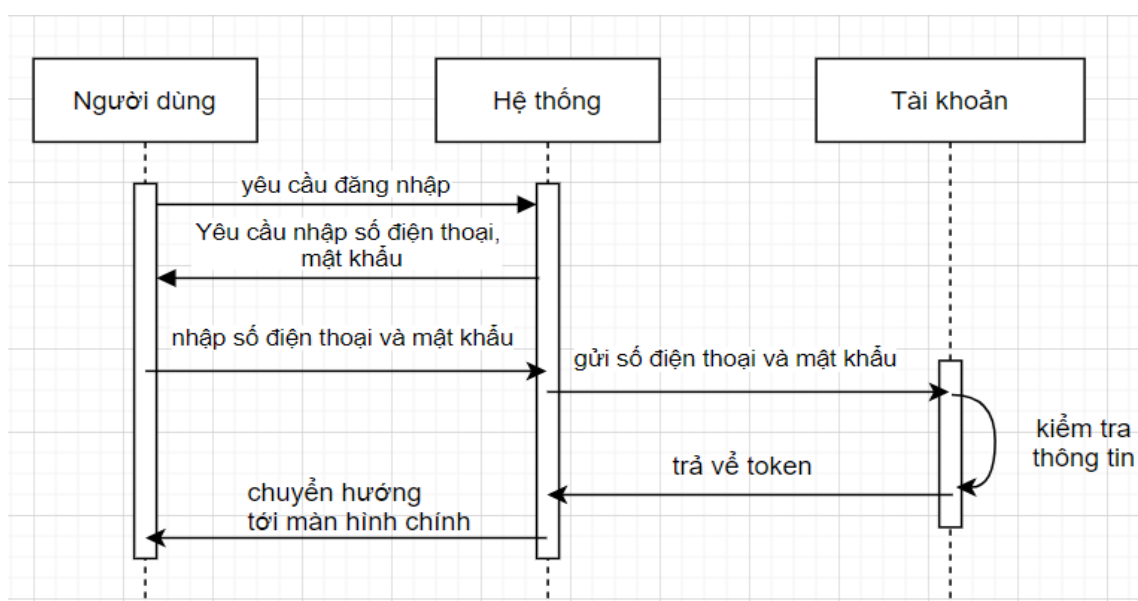 Người dùng
Hệ thống
Tài khoản
yêu cầu đăng nhập
Yêu cầu nhập số điện thoại,
mật khẩu
nhập số điện thoại và mật khẩu
gửi số điện thoại và mật khẩu
kiểm tra
thông tin
trả vể token
chuyển hướng
tới màn hình chính